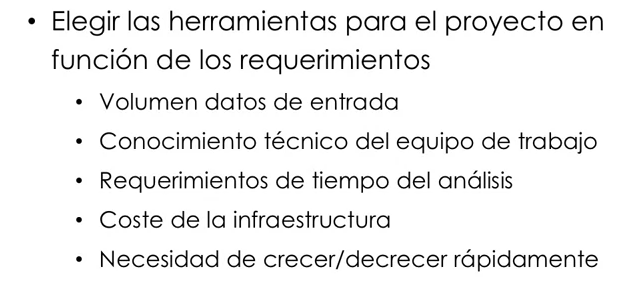 • Elegir las herramientas para el proyecto en
función de los requerimientos
• Volumen datos de entrada
• Conocimiento técnico del equipo de trabajo
• Requerimientos de tiempo del análisis
• Coste de la infraestructura
• Necesidad de crecer/decrecer rápidamente